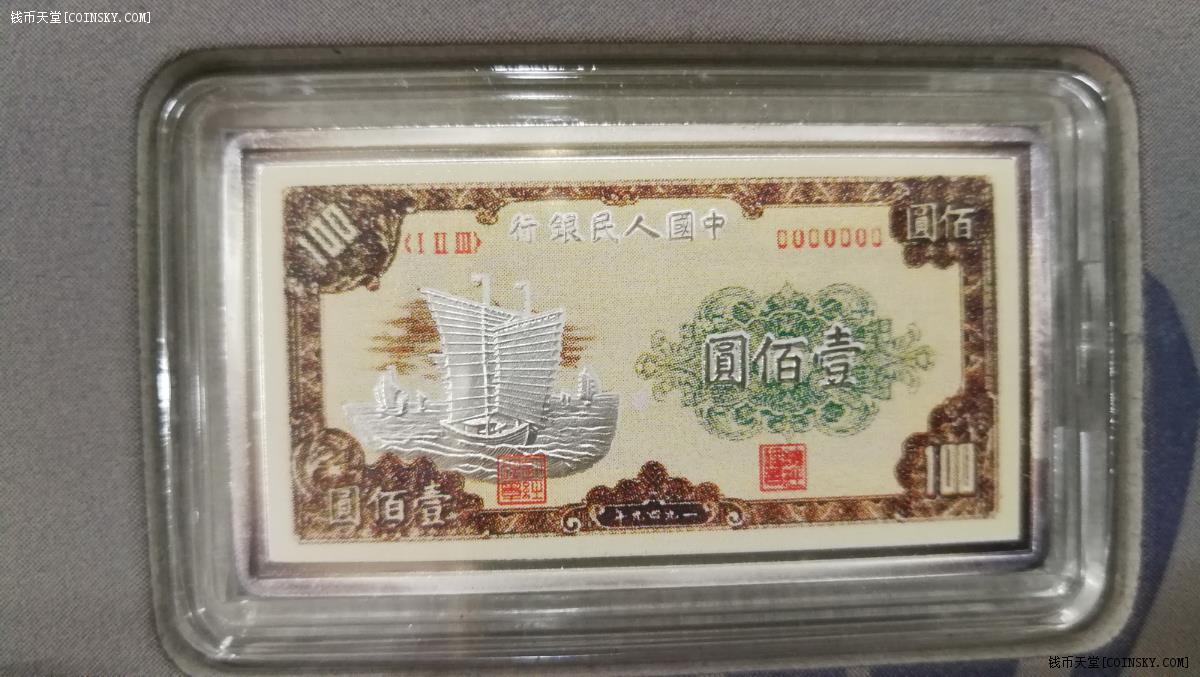 钱币天堂[COINSKY.COM]
100
〈I II III〉
行銀民人國中
0000000
圓佰
圓佰壹
圓佰壹
100
年九四九一
钱币天堂[COINSKY.COM]